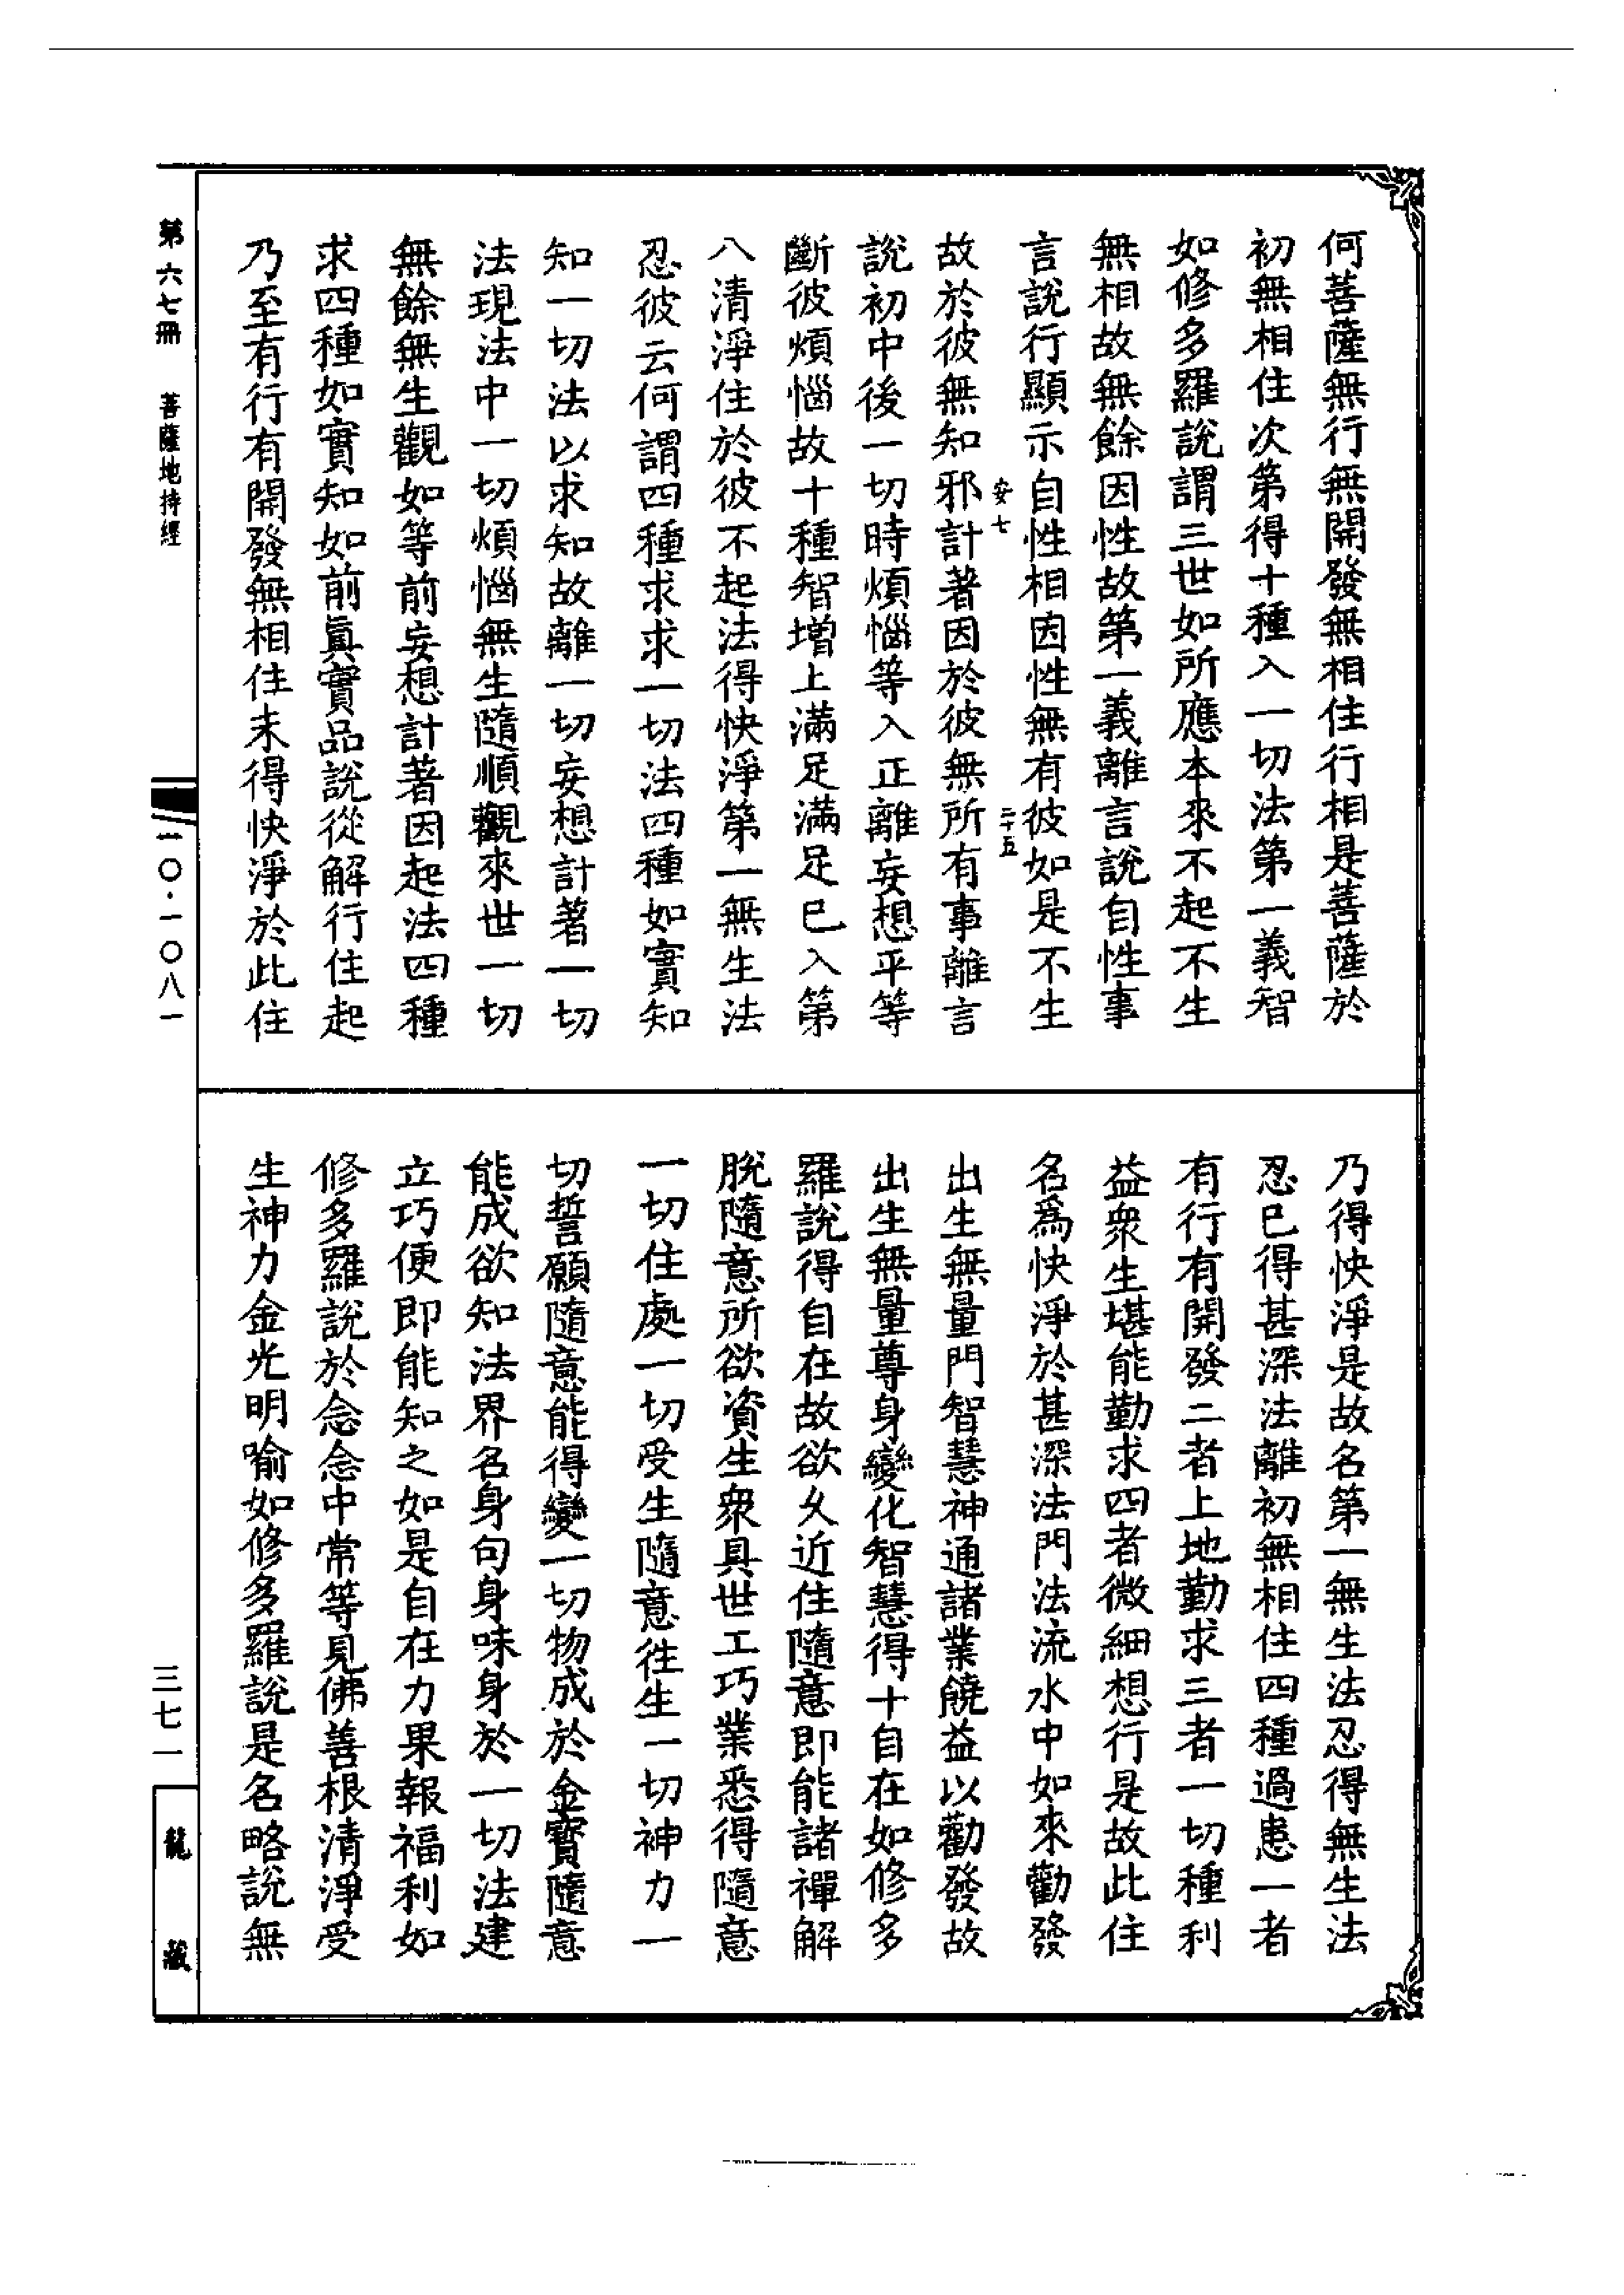 何菩薩無行無開發無相住行相是菩薩於
初無相住次第得十種入一切法第一義智
如修多羅說謂三世如所應本來不起不生
無相故無餘因性故第一義離言說自性事
言說行顯示自性相因性無有彼如是不生
安七
二十五
故於彼無知邪計著因於彼無所有事離言
說初中後一切時煩惱等入正離妄想平等
斷彼煩惱故十種智增上滿足滿足已入第
八清淨住於彼不起法得快淨第一無生法
忍彼云何謂四種求求一切法四種如實知
知一切法以求知故離一切妄想計著一切
法現法中一切煩惱無生隨順觀來世一切
無餘無生觀如等前妄想計著因起法四種
求四種如實知如前眞實品說從解行住起
乃至有行有開發無相住未得快淨於此住
乃得快淨是故名第一無生法忍得無生法
忍已得甚深法離初無相住四種過患一者
有行有開發二者上地勤求三者一切種利
益衆生堪能勤求四者微細想行是故此住
名爲快淨於甚深法門法流水中如來勸發
出生無量門智慧神通諸業饒益以勸發故
出生無量尊身變化智慧得十自在如修多
羅說得自在故欲久近住隨意即能諸禪解
脫隨意所欲資生衆具世工巧業悉得隨意
一切住處一切受生隨意徃生一切神力一
切誓願隨意能得變一切物成於金寶隨意
能成欲知法界名身句身味身於一切法建
立巧便即能知之如是自在力果報福利如
修多羅說於念念中常等見佛善根清淨受
生神力金光明喻如修多羅說是名略說無
第六七冊　菩薩地持經
一〇·一〇八一
三七一
龍藏